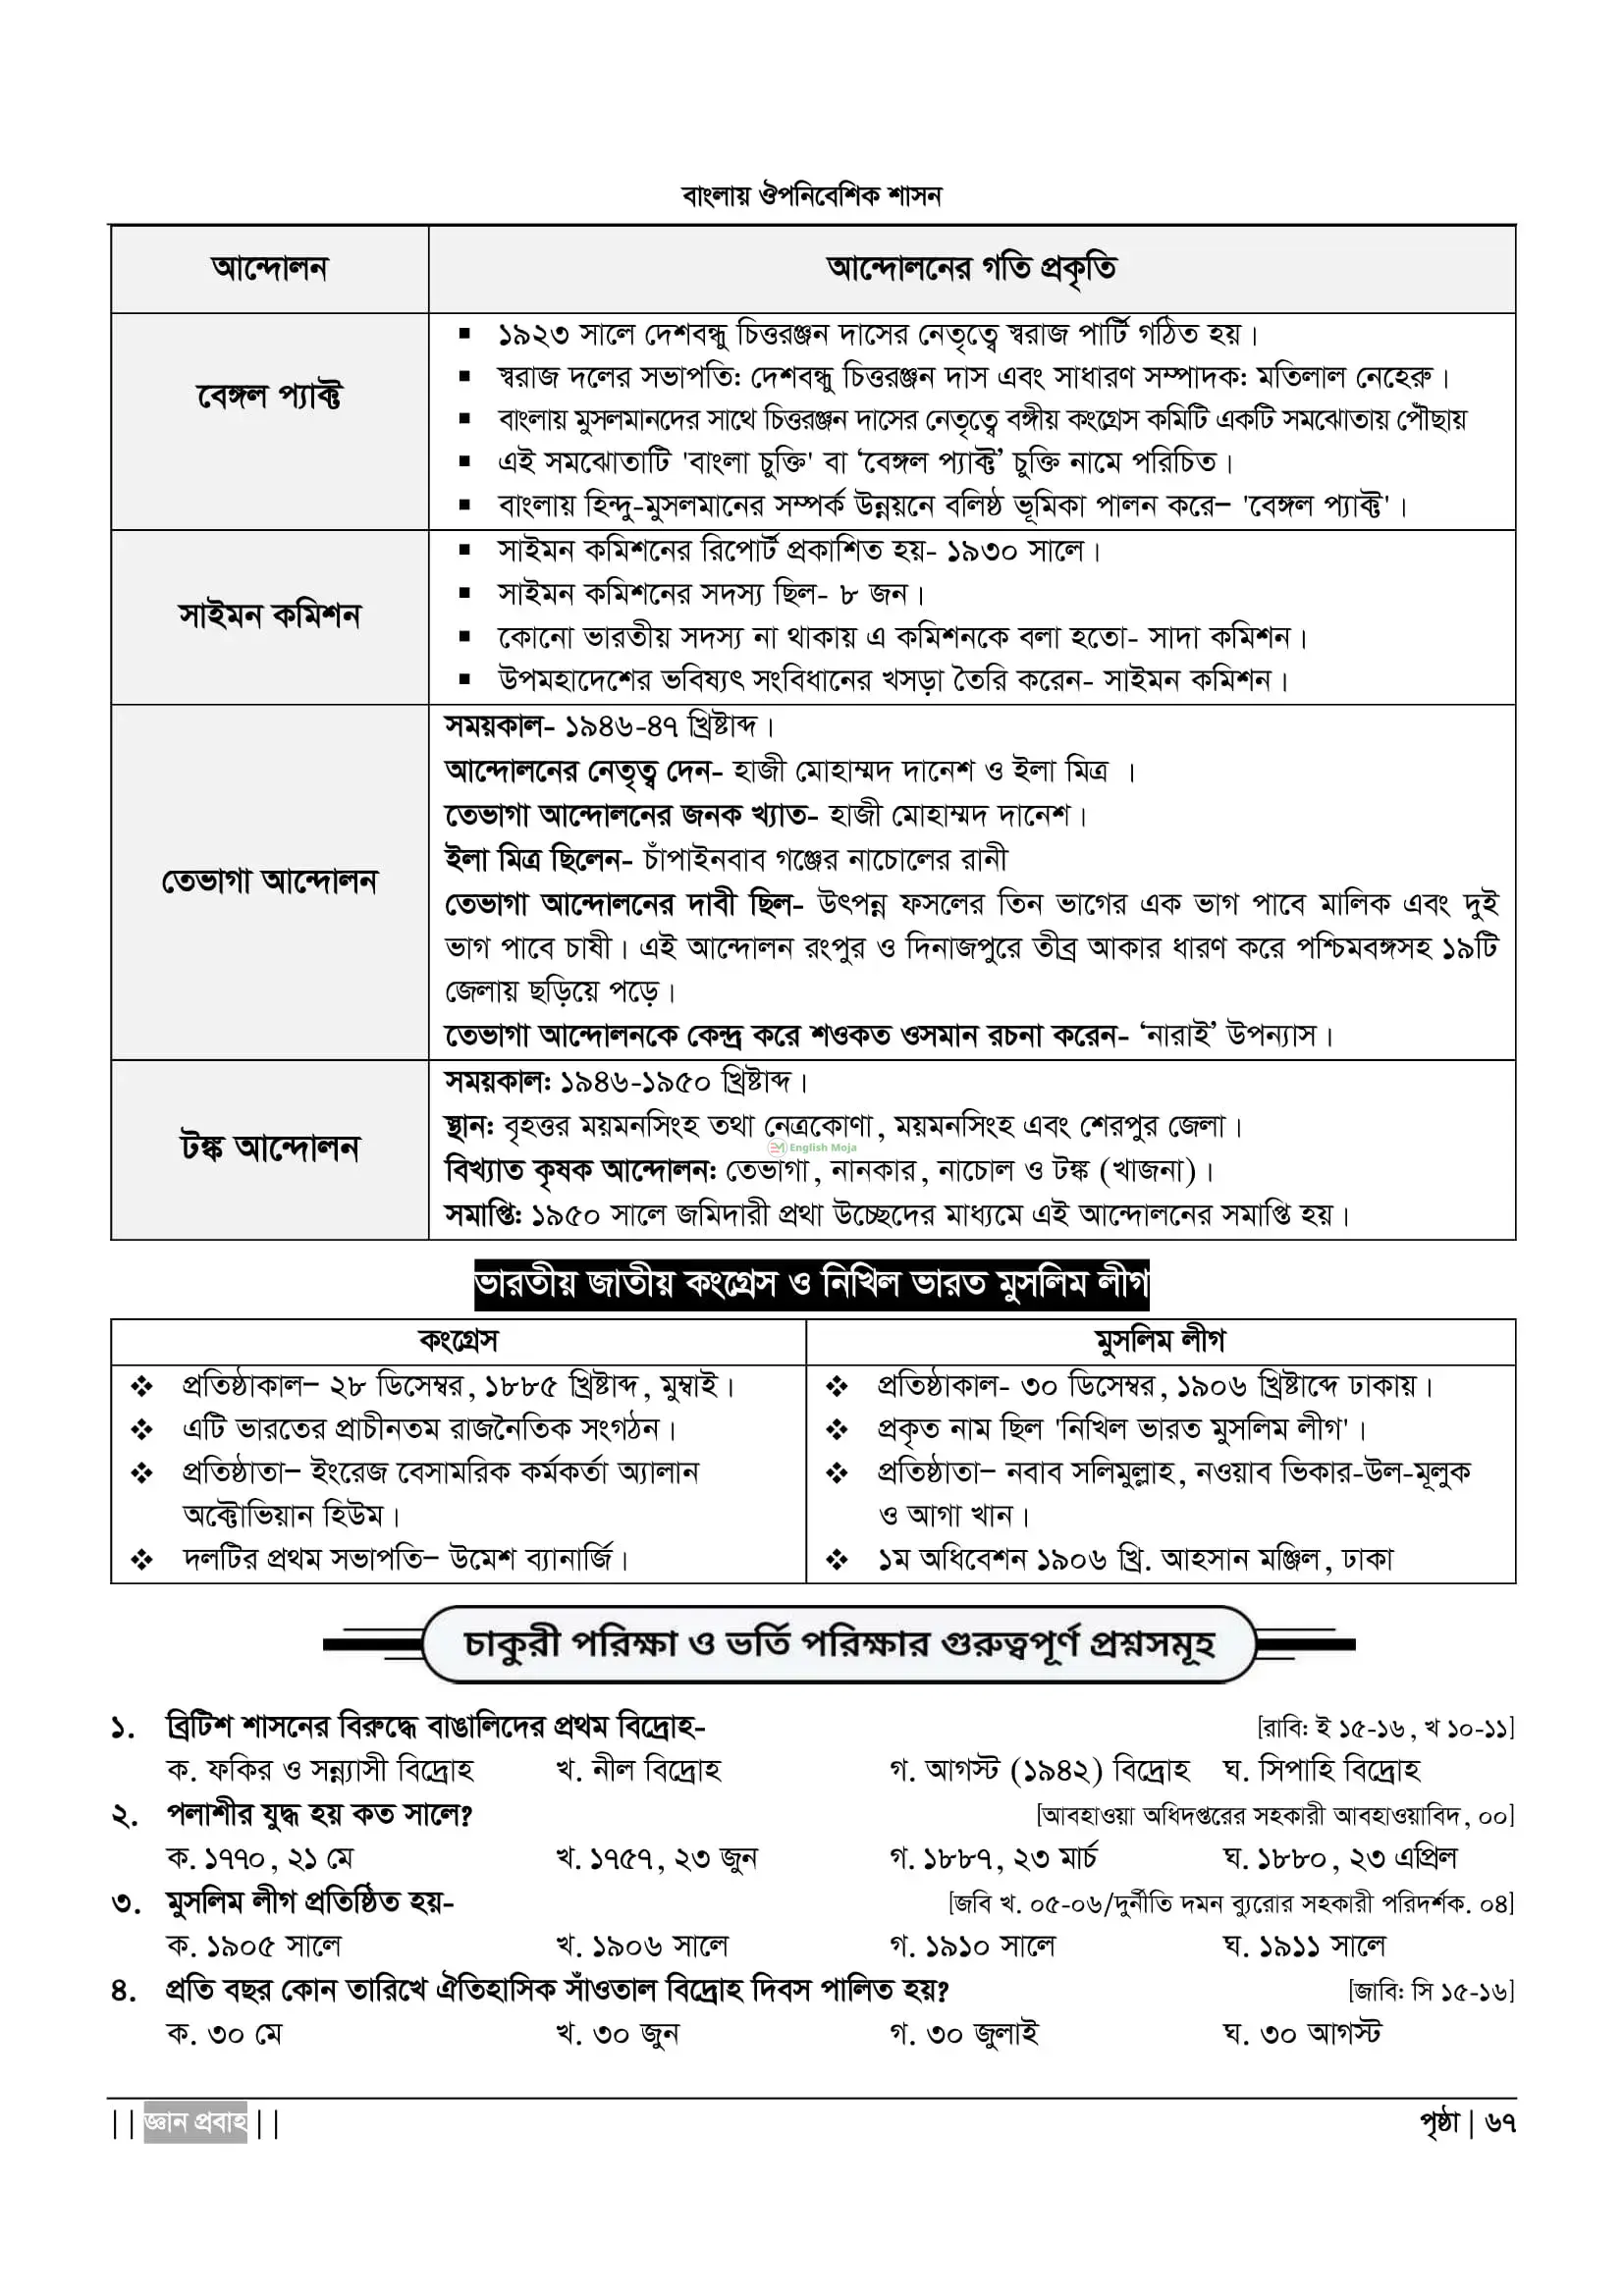 বাংলায় ঔপনিবেশিক শাসন
আন্দোলন
আন্দোলনের গতি প্রকৃতি
বেঙ্গল প্যাক্ট
▪ ১৯২৩ সালে দেশবন্ধু চিত্তরঞ্জন দাসের নেতৃত্বে স্বরাজ পার্টি গঠিত হয়।
▪ স্বরাজ দলের সভাপতি: দেশবন্ধু চিত্তরঞ্জন দাস এবং সাধারণ সম্পাদক: মতিলাল নেহেরু।
▪ বাংলায় মুসলমানদের সাথে চিত্তরঞ্জন দাসের নেতৃত্বে বঙ্গীয় কংগ্রেস কমিটি একটি সমঝোতায় পৌঁছায়
▪ এই সমঝোতাটি 'বাংলা চুক্তি' বা ‘বেঙ্গল প্যাক্ট’ চুক্তি নামে পরিচিত।
▪ বাংলায় হিন্দু-মুসলমানের সম্পর্ক উন্নয়নে বলিষ্ঠ ভূমিকা পালন করে– 'বেঙ্গল প্যাক্ট'।
সাইমন কমিশন
▪ সাইমন কমিশনের রিপোর্ট প্রকাশিত হয়- ১৯৩০ সালে।
▪ সাইমন কমিশনের সদস্য ছিল- ৮ জন।
▪ কোনো ভারতীয় সদস্য না থাকায় এ কমিশনকে বলা হতো- সাদা কমিশন।
▪ উপমহাদেশের ভবিষ্যৎ সংবিধানের খসড়া তৈরি করেন- সাইমন কমিশন।
তেভাগা আন্দোলন
সময়কাল- ১৯৪৬-৪৭ খ্রিষ্টাব্দ।
আন্দোলনের নেতৃত্ব দেন- হাজী মোহাম্মদ দানেশ ও ইলা মিত্র ।
তেভাগা আন্দোলনের জনক খ্যাত- হাজী মোহাম্মদ দানেশ।
ইলা মিত্র ছিলেন- চাঁপাইনবাব গঞ্জের নাচোলের রানী
তেভাগা আন্দোলনের দাবী ছিল- উৎপন্ন ফসলের তিন ভাগের এক ভাগ পাবে মালিক এবং দুই
ভাগ পাবে চাষী। এই আন্দোলন রংপুর ও দিনাজপুরে তীব্র আকার ধারণ করে পশ্চিমবঙ্গসহ ১৯টি
জেলায় ছড়িয়ে পড়ে।
তেভাগা আন্দোলনকে কেন্দ্র করে শওকত ওসমান রচনা করেন- ‘নারাই’ উপন্যাস।
টঙ্ক আন্দোলন
সময়কাল: ১৯৪৬-১৯৫০ খ্রিষ্টাব্দ।
স্থান: বৃহত্তর ময়মনসিংহ তথা নেত্রকোণা, ময়মনসিংহ এবং শেরপুর জেলা।
English Moja
বিখ্যাত কৃষক আন্দোলন: তেভাগা, নানকার, নাচোল ও টঙ্ক (খাজনা)।
সমাপ্তি: ১৯৫০ সালে জমিদারী প্রথা উচ্ছেদের মাধ্যমে এই আন্দোলনের সমাপ্তি হয়।
ভারতীয় জাতীয় কংগ্রেস ও নিখিল ভারত মুসলিম লীগ
কংগ্রেস
❖ প্রতিষ্ঠাকাল– ২৮ ডিসেম্বর, ১৮৮৫ খ্রিষ্টাব্দ, মুম্বাই।
❖ এটি ভারতের প্রাচীনতম রাজনৈতিক সংগঠন।
❖ প্রতিষ্ঠাতা– ইংরেজ বেসামরিক কর্মকর্তা অ্যালান
অক্টোভিয়ান হিউম।
❖ দলটির প্রথম সভাপতি– উমেশ ব্যানার্জি।
মুসলিম লীগ
❖ প্রতিষ্ঠাকাল- ৩০ ডিসেম্বর, ১৯০৬ খ্রিষ্টাব্দে ঢাকায়।
❖ প্রকৃত নাম ছিল 'নিখিল ভারত মুসলিম লীগ'।
❖ প্রতিষ্ঠাতা– নবাব সলিমুল্লাহ, নওয়াব ভিকার-উল-মূলুক
ও আগা খান।
❖ ১ম অধিবেশন ১৯০৬ খ্রি. আহসান মঞ্জিল, ঢাকা
চাকুরী পরিক্ষা ও ভর্তি পরিক্ষার গুরুত্বপূর্ণ প্রশ্নসমূহ
১. ব্রিটিশ শাসনের বিরুদ্ধে বাঙালিদের প্রথম বিদ্রোহ- [রাবি: ই ১৫-১৬, খ ১০-১১]
ক. ফকির ও সন্ন্যাসী বিদ্রোহ খ. নীল বিদ্রোহ গ. আগস্ট (১৯৪২) বিদ্রোহ ঘ. সিপাহি বিদ্রোহ
২. পলাশীর যুদ্ধ হয় কত সালে? [আবহাওয়া অধিদপ্তরের সহকারী আবহাওয়াবিদ, ০০]
ক. ১৭৭০, ২১ মে খ. ১৭৫৭, ২৩ জুন গ. ১৮৮৭, ২৩ মার্চ ঘ. ১৮৮০, ২৩ এপ্রিল
৩. মুসলিম লীগ প্রতিষ্ঠিত হয়- [জবি খ. ০৫-০৬/দুর্নীতি দমন ব্যুরোর সহকারী পরিদর্শক. ০৪]
ক. ১৯০৫ সালে খ. ১৯০৬ সালে গ. ১৯১০ সালে ঘ. ১৯১১ সালে
৪. প্রতি বছর কোন তারিখে ঐতিহাসিক সাঁওতাল বিদ্রোহ দিবস পালিত হয়? [জাবি: সি ১৫-১৬]
ক. ৩০ মে খ. ৩০ জুন গ. ৩০ জুলাই ঘ. ৩০ আগস্ট
|| জ্ঞান প্রবাহ || পৃষ্ঠা | ৬৭